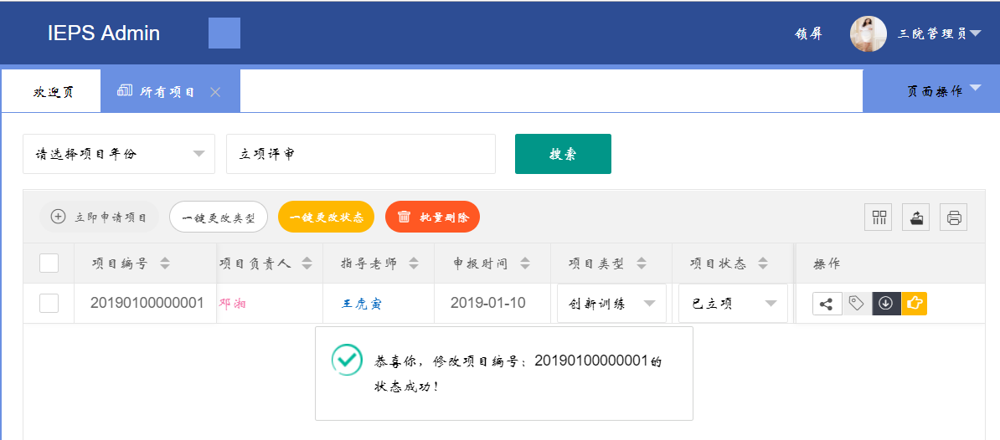 IEPS Admin
锁屏
三院管理员
欢迎页
所有项目
页面操作
请选择项目年份
立项评审
搜索
立即申请项目
一键更改类型
一键更改状态
批量删除
项目编号
项目负责人
指导老师
申报时间
项目类型
项目状态
操作
20190100000001
邓湘
王虎寅
2019-01-10
创新训练
已立项
恭喜你，修改项目编号：20190100000001的
状态成功！